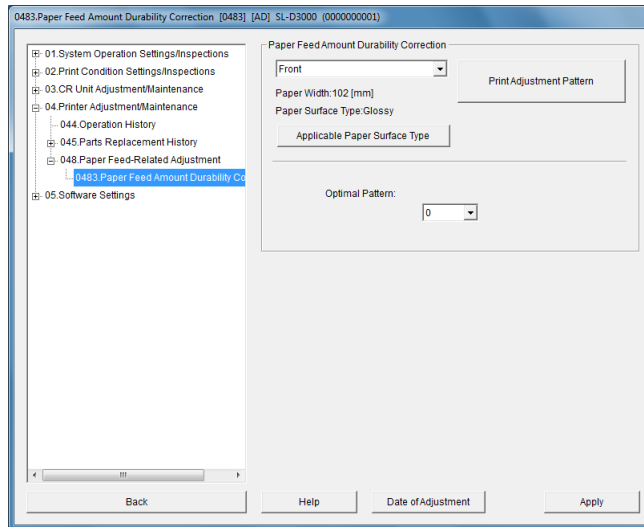 0483.Paper Feed Amount Durability Correction [0483] [AD] SL-D3000 (0000000001)
01.System Operation Settings/Inspections
02.Print Condition Settings/Inspections
03.CR Unit Adjustment/Maintenance
04.Printer Adjustment/Maintenance
044.Operation History
045.Parts Replacement History
048.Paper Feed-Related Adjustment
0483.Paper Feed Amount Durability Co
05.Software Settings
Paper Feed Amount Durability Correction
Front
Print Adjustment Pattern
Paper Width:102 [mm]
Paper Surface Type:Glossy
Applicable Paper Surface Type
Optimal Pattern:
0
Back
Help
Date of Adjustment
Apply